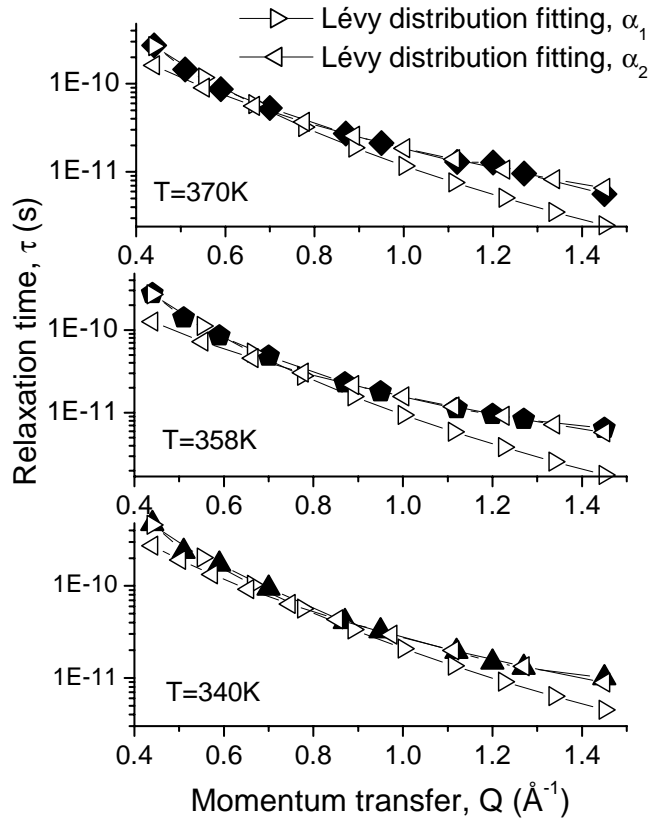 Lévy distribution fitting, α₁
Lévy distribution fitting, α₂
1E-10
1E-11
T=370K
0.4 0.6 0.8 1.0 1.2 1.4
1E-10
1E-11
T=358K
0.4 0.6 0.8 1.0 1.2 1.4
1E-10
1E-11
T=340K
0.4 0.6 0.8 1.0 1.2 1.4
Relaxation time, τ (s)
Momentum transfer, Q (Å⁻¹)